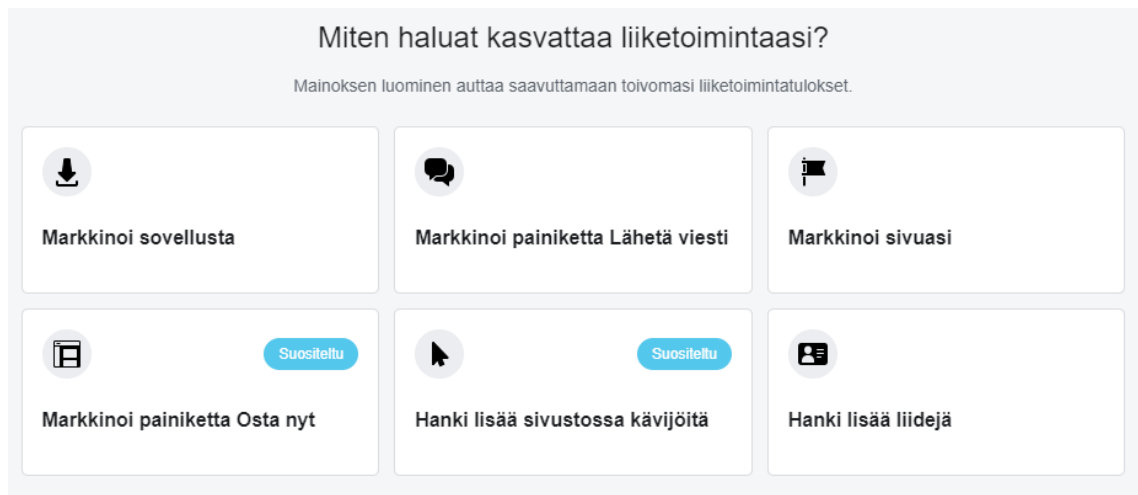 Miten haluat kasvattaa liiketoimintaasi?
Mainoksen luominen auttaa saavuttamaan toivomasi liiketoimintatulokset.
Markkinoi sovellusta
Markkinoi painiketta Lähetä viesti
Markkinoi sivuasi
Suositeltu
Markkinoi painiketta Osta nyt
Suositeltu
Hanki lisää sivustossa kävijöitä
Hanki lisää liidejä